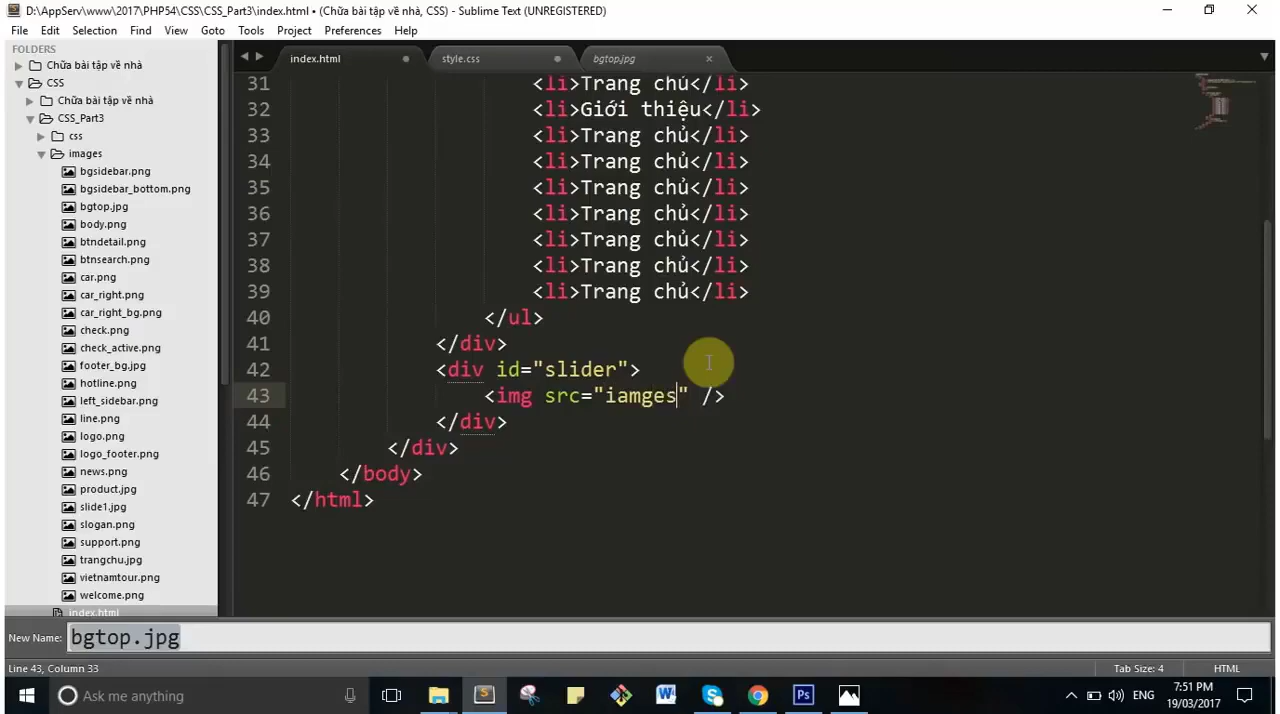 D:\AppServ\www\2017\PHP54\CSS\CSS_Part3\index.html • (Chữa bài tập về nhà, CSS) - Sublime Text (UNREGISTERED)
File Edit Selection Find View Goto Tools Project Preferences Help
FOLDERS
Chữa bài tập về nhà
CSS
Chữa bài tập về nhà
CSS_Part3
css
images
bgsidebar.png
bgsidebar_bottom.png
bgtop.jpg
body.png
btndetail.png
btnsearch.png
car.png
car_right.png
car_right_bg.png
check.png
check_active.png
footer_bg.jpg
hotline.png
left_sidebar.png
line.png
logo.png
logo_footer.png
news.png
product.jpg
slide1.jpg
slogan.png
support.png
trangchu.jpg
vietnamtour.png
welcome.png
index.html
index.html style.css bgtop.jpg
31 <li>Trang chủ</li>
32 <li>Giới thiệu</li>
33 <li>Trang chủ</li>
34 <li>Trang chủ</li>
35 <li>Trang chủ</li>
36 <li>Trang chủ</li>
37 <li>Trang chủ</li>
38 <li>Trang chủ</li>
39 <li>Trang chủ</li>
40 </ul>
41 </div>
42 <div id="slider">
43 <img src="iamges" />
44 </div>
45 </div>
46 </body>
47 </html>
New Name: bgtop.jpg
Line 43, Column 33 Tab Size: 4 HTML
Ask me anything
ENG
7:51 PM
19/03/2017